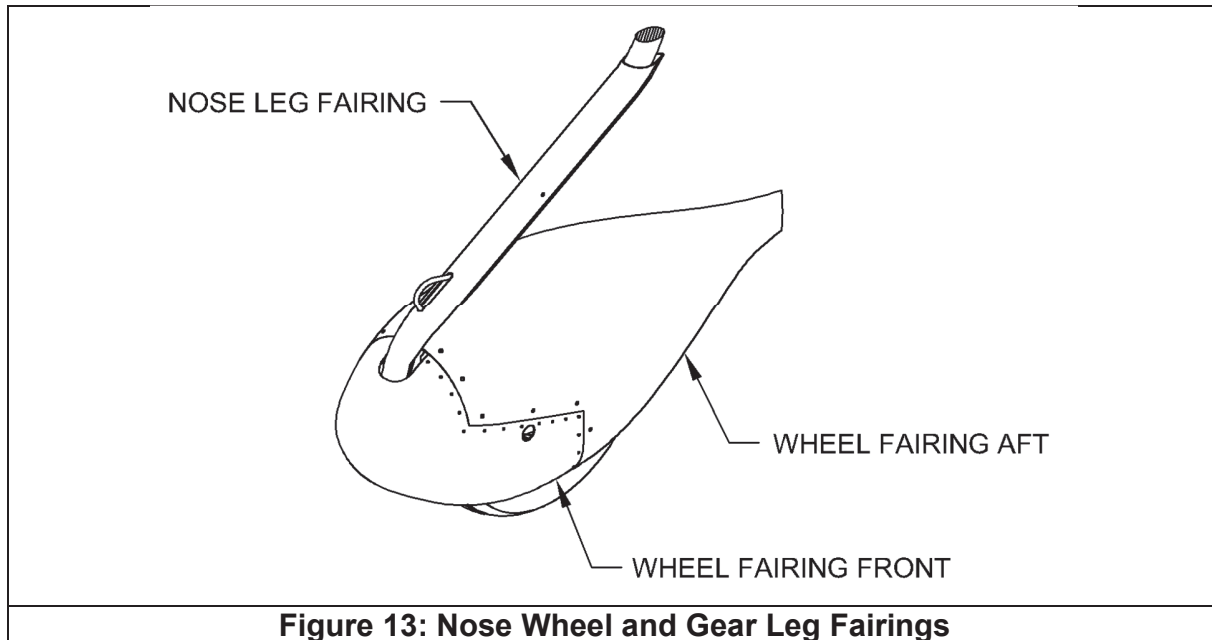 NOSE LEG FAIRING
WHEEL FAIRING AFT
WHEEL FAIRING FRONT
Figure 13: Nose Wheel and Gear Leg Fairings